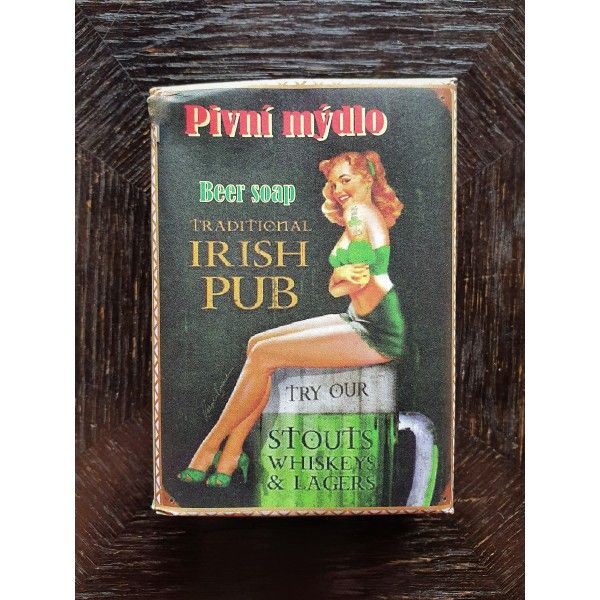 Pivní mýdlo
Beer soap
TRADITIONAL
IRISH
PUB
TRY OUR
STOUTS
WHISKEYS
& LAGERS